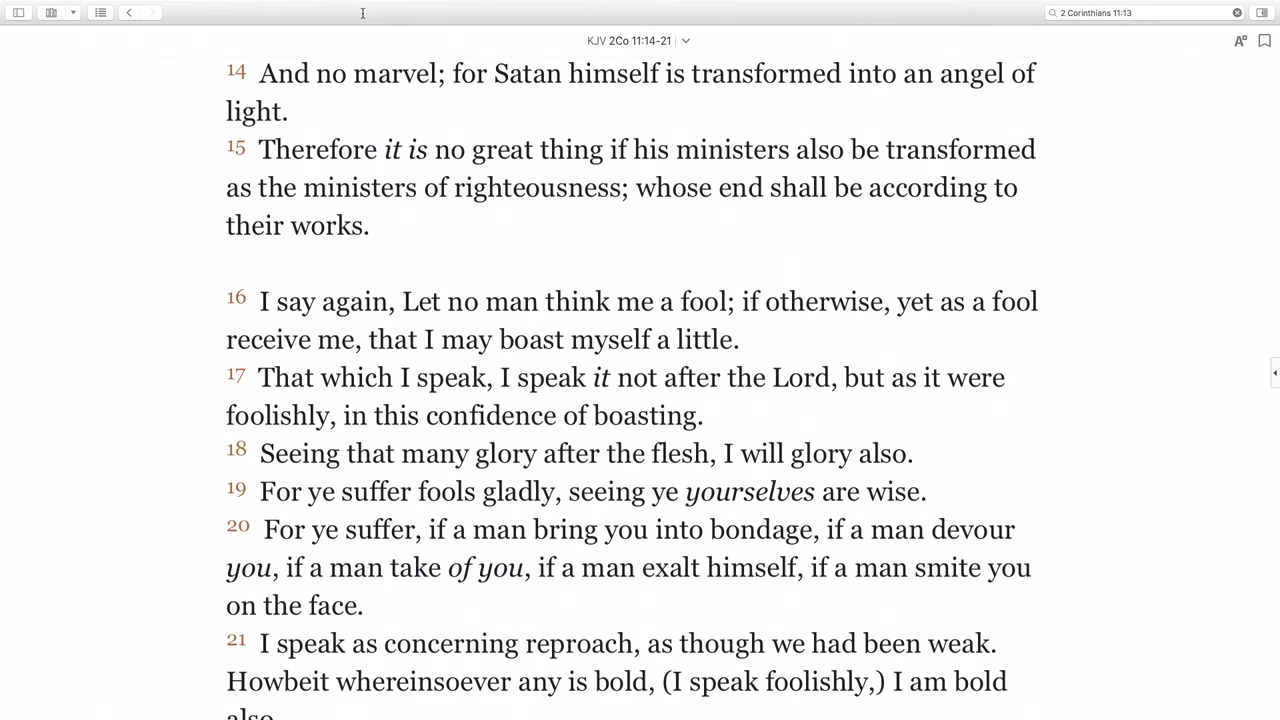 2 Corinthians 11:13
KJV 2Co 11:14-21
14 And no marvel; for Satan himself is transformed into an angel of
light.
15 Therefore it is no great thing if his ministers also be transformed
as the ministers of righteousness; whose end shall be according to
their works.
16 I say again, Let no man think me a fool; if otherwise, yet as a fool
receive me, that I may boast myself a little.
17 That which I speak, I speak it not after the Lord, but as it were
foolishly, in this confidence of boasting.
18 Seeing that many glory after the flesh, I will glory also.
19 For ye suffer fools gladly, seeing ye yourselves are wise.
20 For ye suffer, if a man bring you into bondage, if a man devour
you, if a man take of you, if a man exalt himself, if a man smite you
on the face.
21 I speak as concerning reproach, as though we had been weak.
Howbeit whereinsoever any is bold, (I speak foolishly,) I am bold
also.